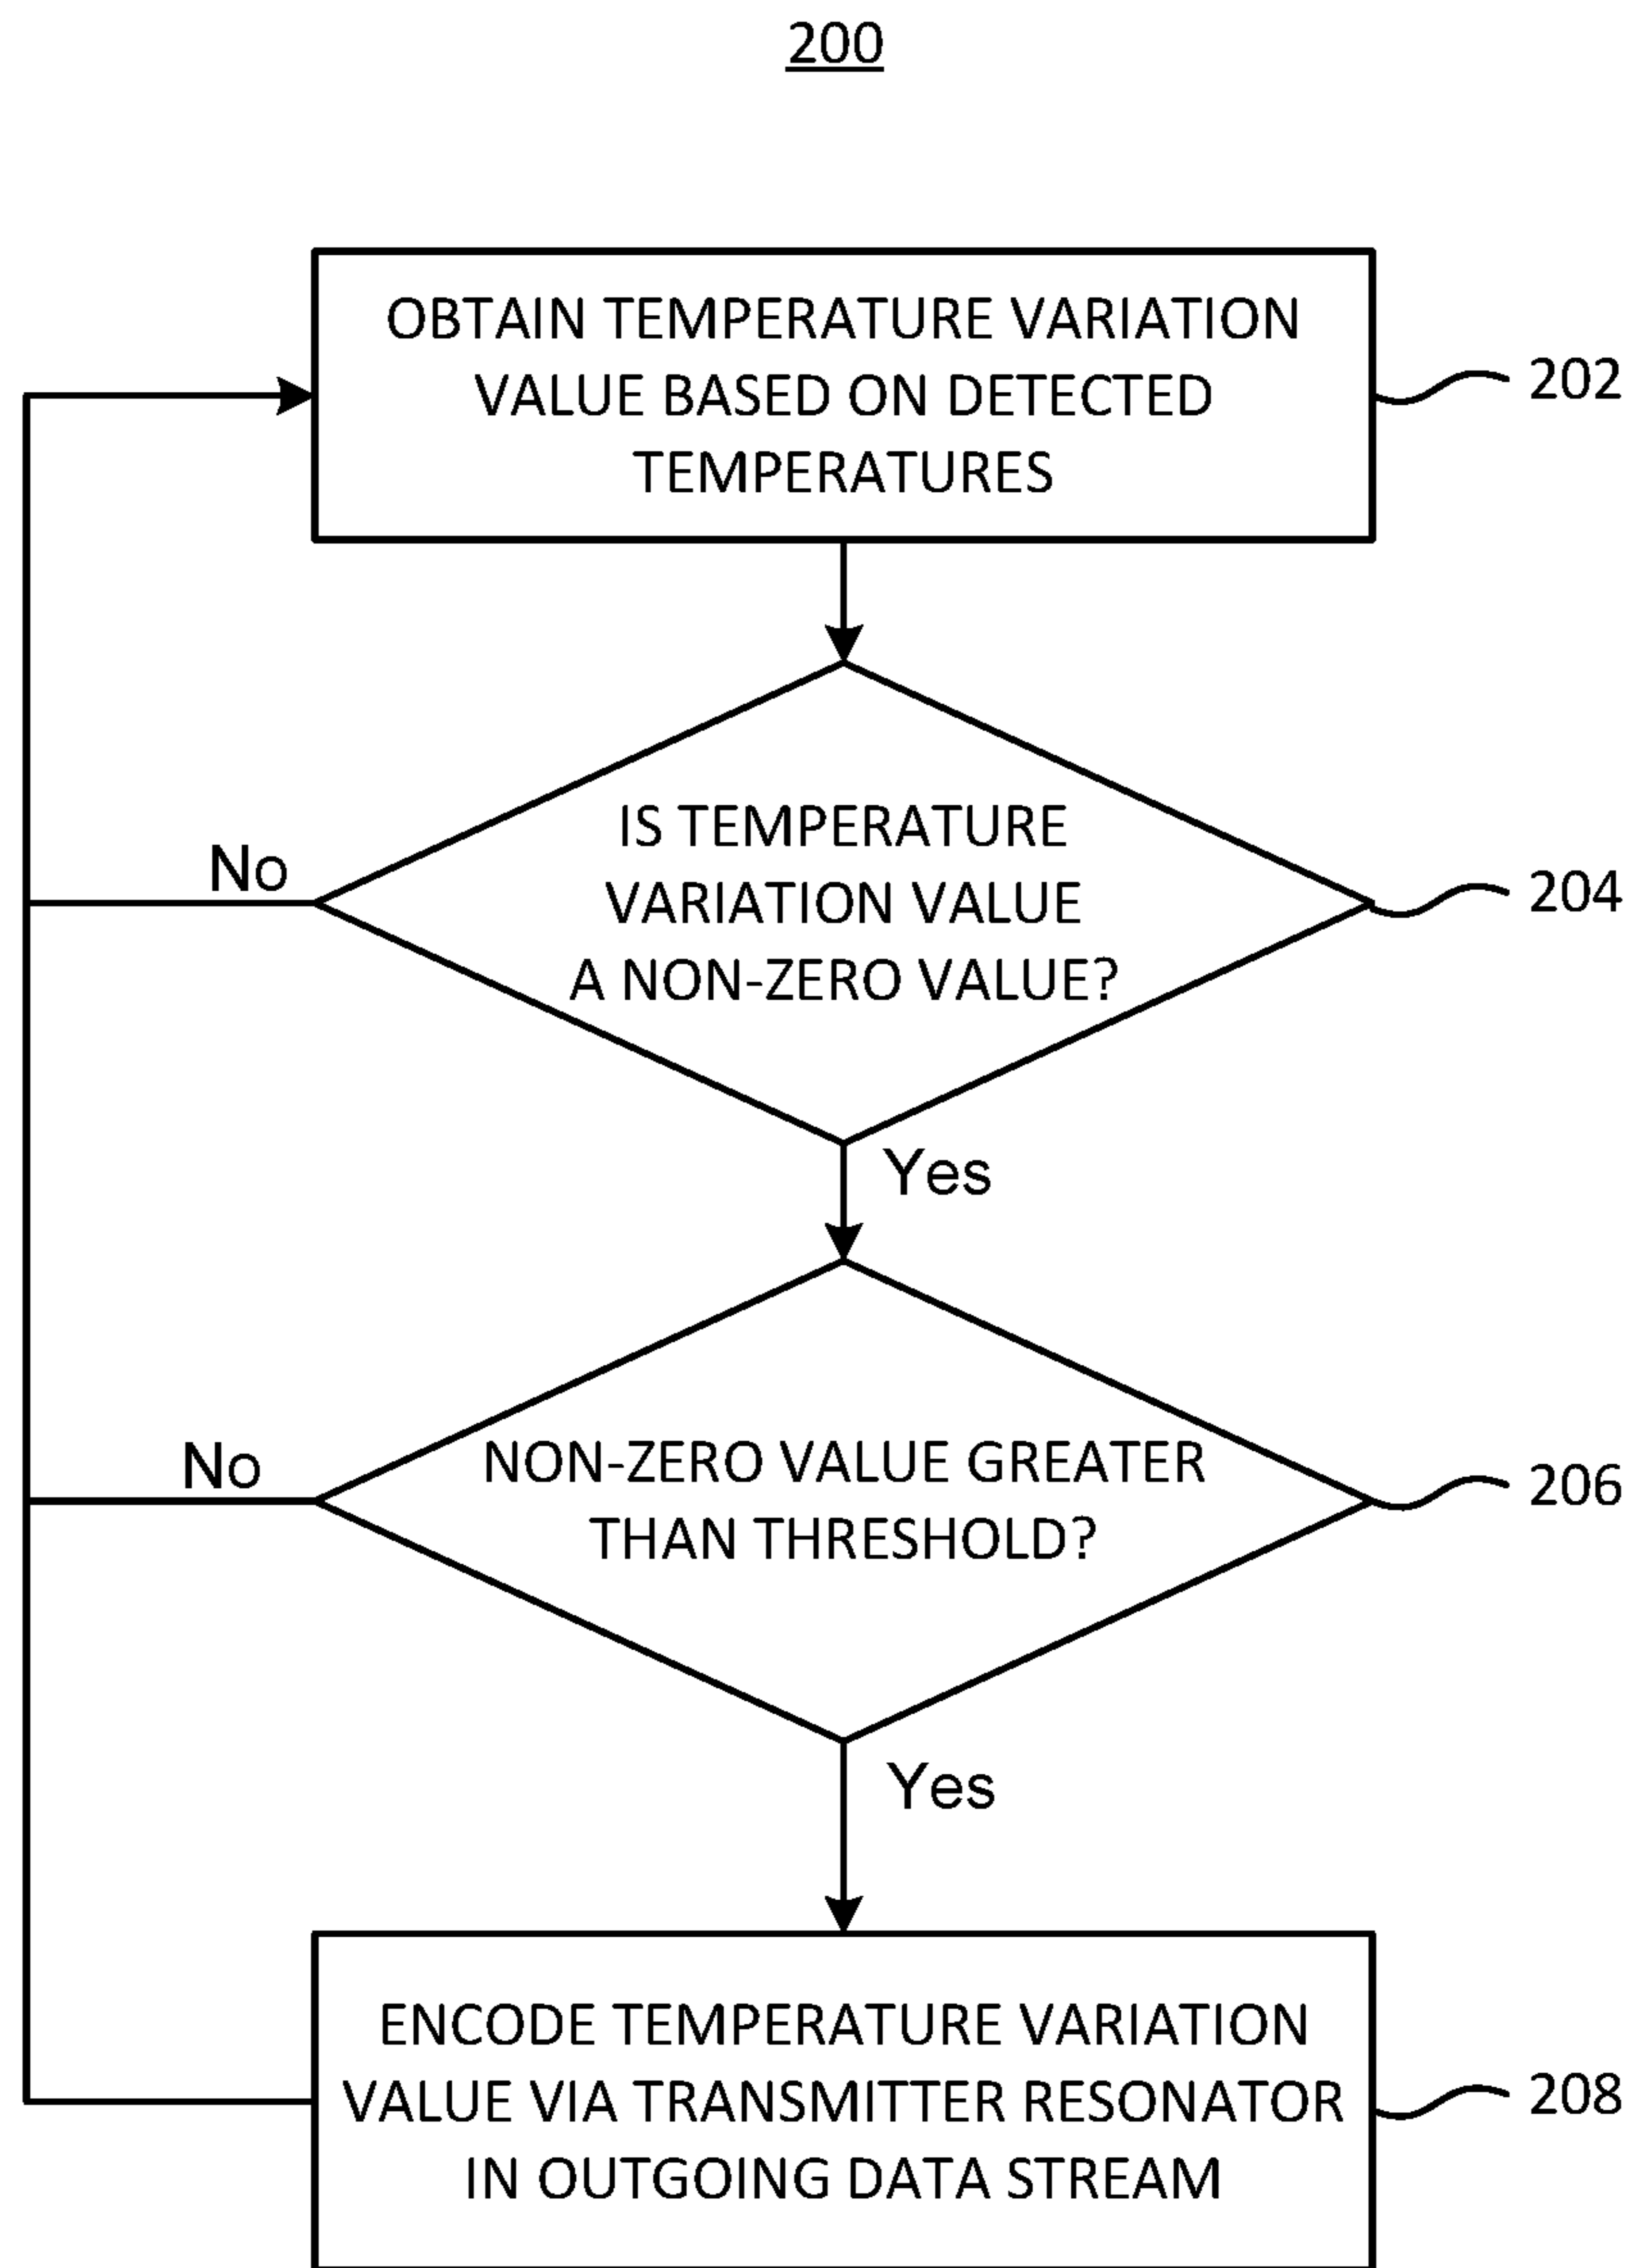 200
OBTAIN TEMPERATURE VARIATION
VALUE BASED ON DETECTED
TEMPERATURES
202
IS TEMPERATURE
VARIATION VALUE
A NON-ZERO VALUE?
No
204
Yes
NON-ZERO VALUE GREATER
THAN THRESHOLD?
No
206
Yes
ENCODE TEMPERATURE VARIATION
VALUE VIA TRANSMITTER RESONATOR
IN OUTGOING DATA STREAM
208